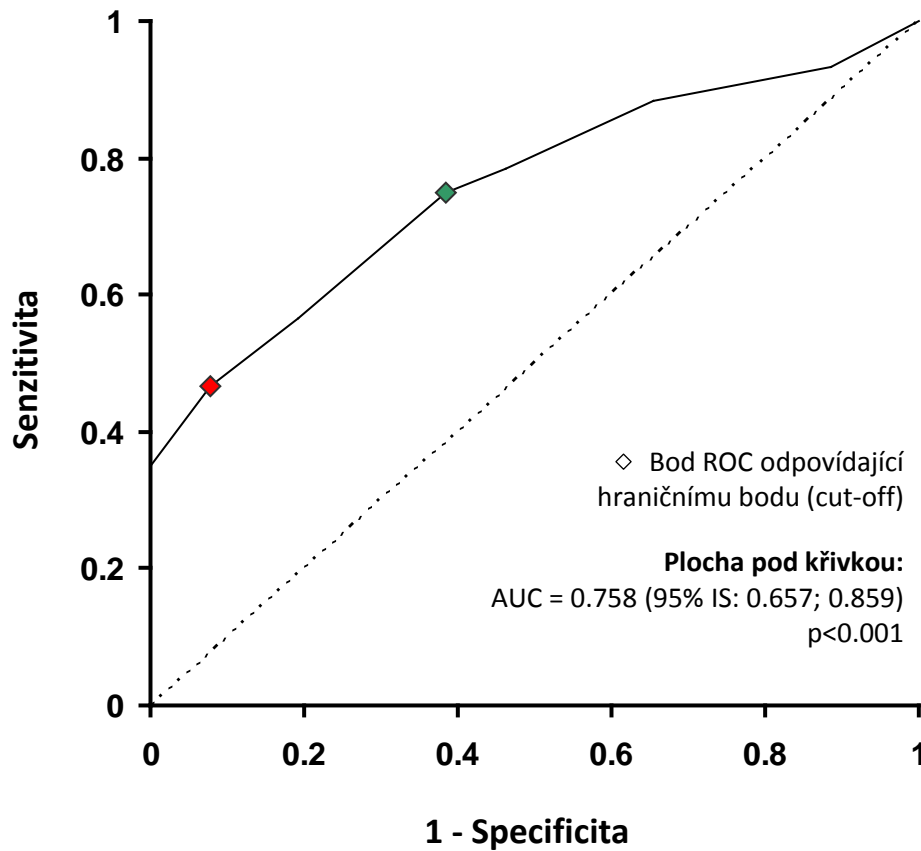 1
0.8
0.6
0.4
0.2
0
Senzitivita
◇ Bod ROC odpovídající
hraničnímu bodu (cut-off)
Plocha pod křivkou:
AUC = 0.758 (95% IS: 0.657; 0.859)
p<0.001
0 0.2 0.4 0.6 0.8 1
1 - Specificita